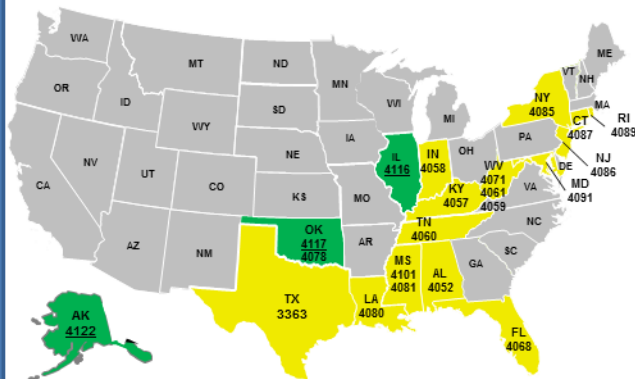 WA
OR
CA
NV
ID
MT
WY
UT
AZ
CO
NM
ND
SD
NE
KS
OK
4117
4078
TX
3363
MN
IA
MO
AR
LA
4080
WI
IL
4116
MI
IN
4058
OH
KY
4057
TN
4060
MS
4101
4081
AL
4052
GA
FL
4068
SC
NC
VA
WV
4071
4061
4059
PA
NY
4085
VT
NH
ME
MA
CT
4087
RI
4089
NJ
4086
DE
MD
4091
AK
4122